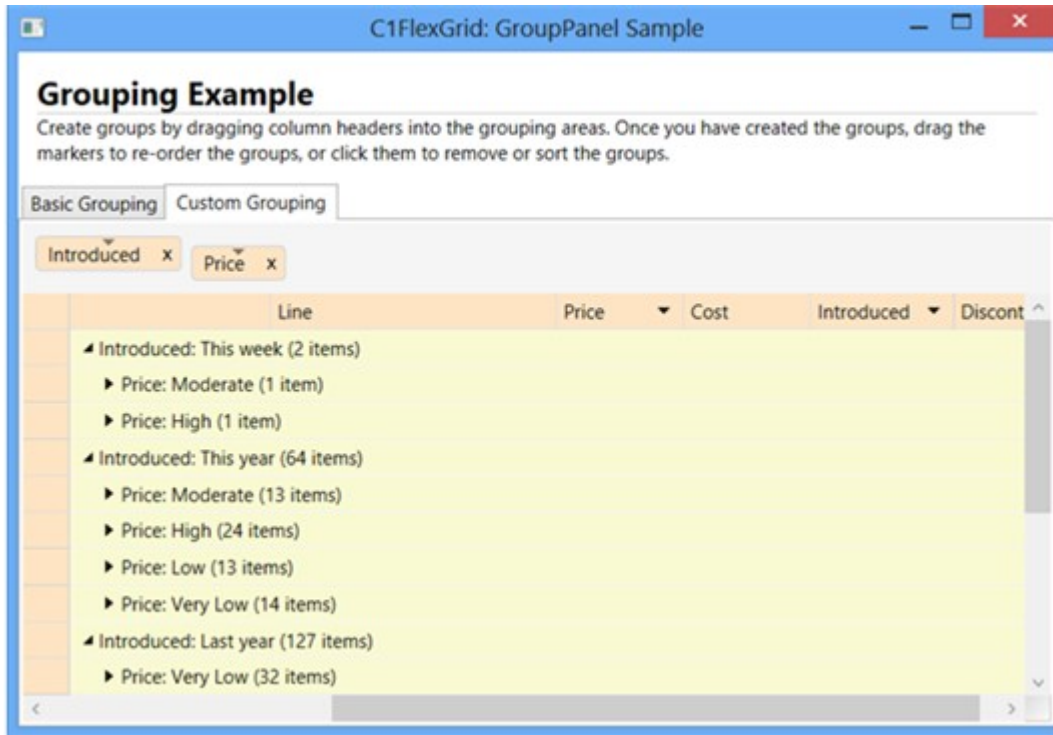 C1FlexGrid: GroupPanel Sample
Grouping Example
Create groups by dragging column headers into the grouping areas. Once you have created the groups, drag the
markers to re-order the groups, or click them to remove or sort the groups.
Basic Grouping Custom Grouping
Introduced x Price x
Line Price Cost Introduced Discont
Introduced: This week (2 items)
Price: Moderate (1 item)
Price: High (1 item)
Introduced: This year (64 items)
Price: Moderate (13 items)
Price: High (24 items)
Price: Low (13 items)
Price: Very Low (14 items)
Introduced: Last year (127 items)
Price: Very Low (32 items)